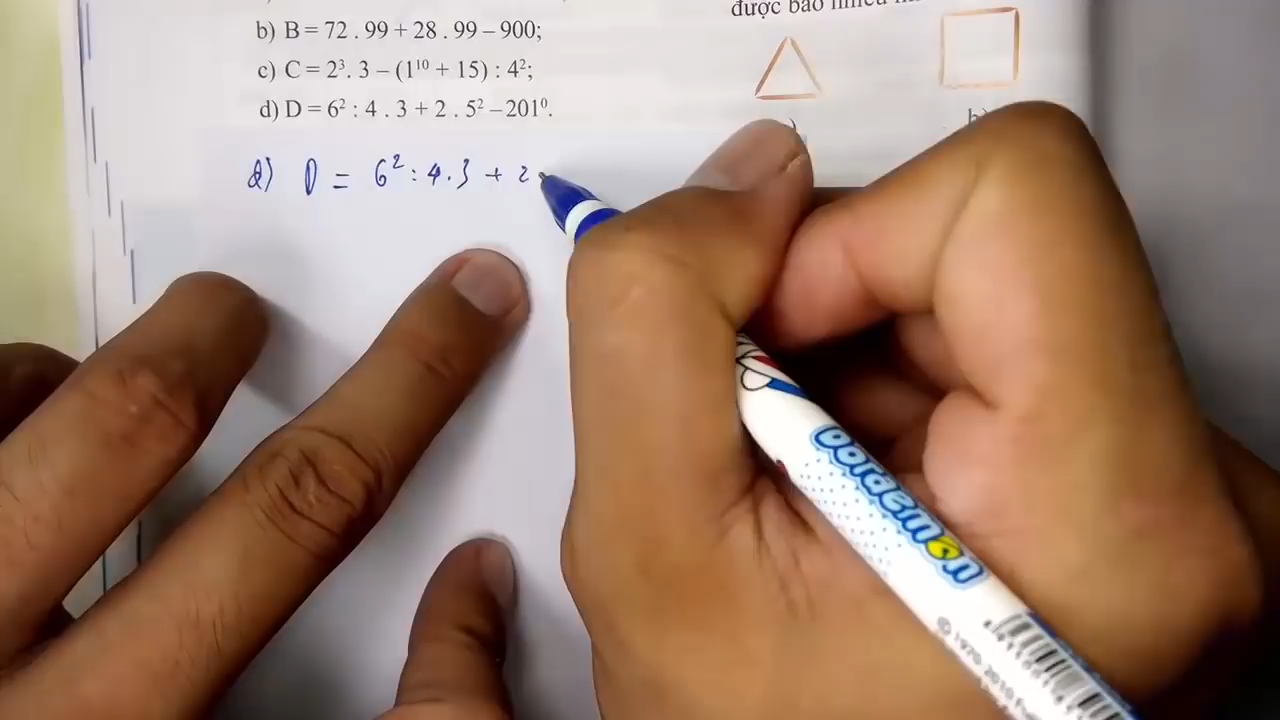 được bao nhiêu
b) B = 72 . 99 + 28 . 99 – 900;
c) C = 2³. 3 – (1¹⁰ + 15) : 4²;
d) D = 6² : 4 . 3 + 2 . 5² – 201⁰.
d) D = 6² : 4 . 3 + 2
Doraemon